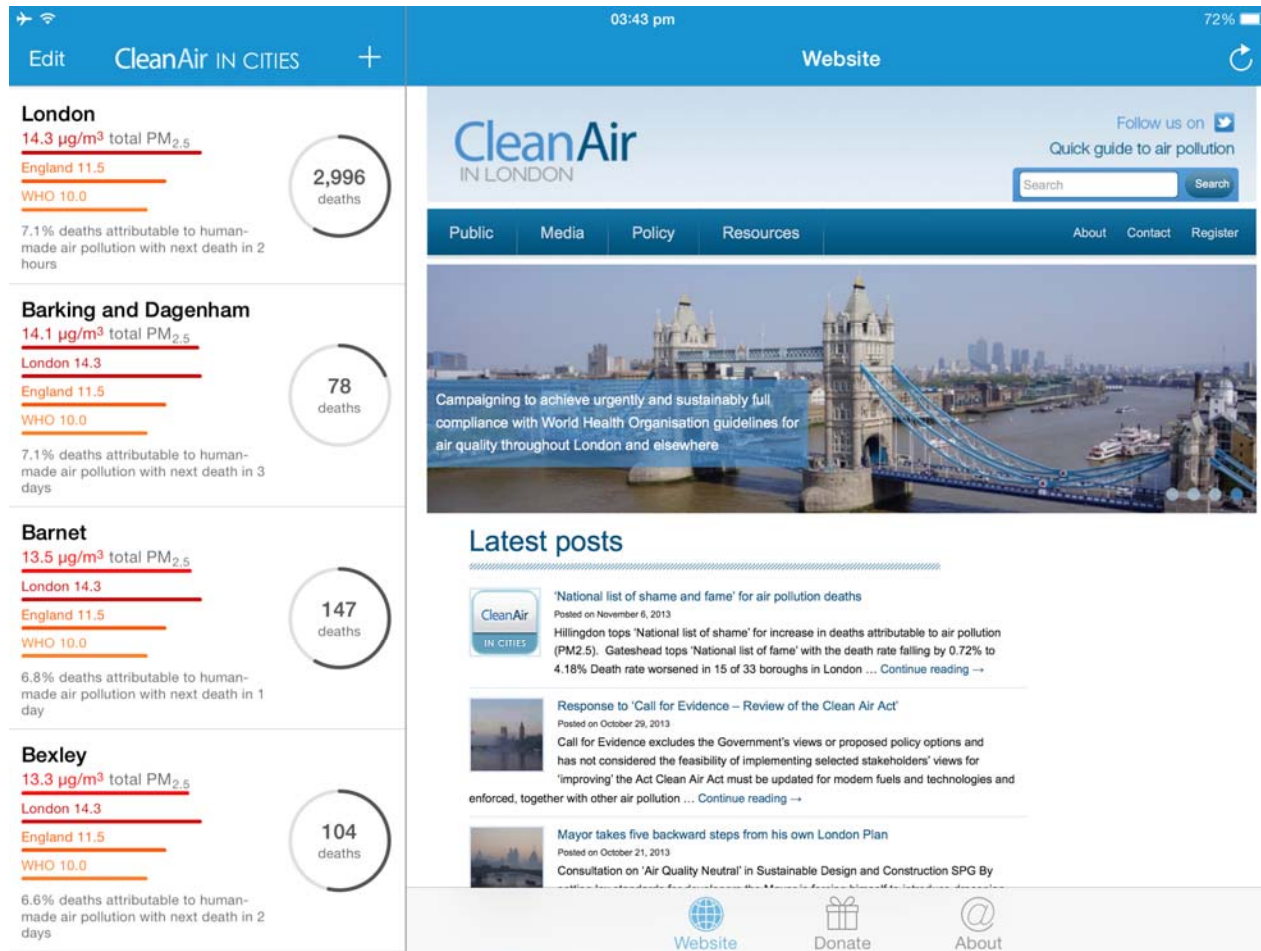 03:43 pm
72%
Edit
CleanAir IN CITIES
+
London
14.3 µg/m³ total PM₂.₅
England 11.5
WHO 10.0
2,996
deaths
7.1% deaths attributable to human-
made air pollution with next death in 2
hours
Barking and Dagenham
14.1 µg/m³ total PM₂.₅
London 14.3
England 11.5
WHO 10.0
78
deaths
7.1% deaths attributable to human-
made air pollution with next death in 3
days
Barnet
13.5 µg/m³ total PM₂.₅
London 14.3
England 11.5
WHO 10.0
147
deaths
6.8% deaths attributable to human-
made air pollution with next death in 1
day
Bexley
13.3 µg/m³ total PM₂.₅
London 14.3
England 11.5
WHO 10.0
104
deaths
6.6% deaths attributable to human-
made air pollution with next death in 2
days
Website
CleanAir
IN LONDON
Follow us on
Quick guide to air pollution
Search
Search
Public Media Policy Resources About Contact Register
Campaigning to achieve urgently and sustainably full
compliance with World Health Organisation guidelines for
air quality throughout London and elsewhere
Latest posts
CleanAir
IN CITIES
'National list of shame and fame' for air pollution deaths
Posted on November 6, 2013
Hillingdon tops 'National list of shame' for increase in deaths attributable to air pollution
(PM2.5). Gateshead tops 'National list of fame' with the death rate falling by 0.72% to
4.18% Death rate worsened in 15 of 33 boroughs in London … Continue reading →
Response to 'Call for Evidence – Review of the Clean Air Act'
Posted on October 29, 2013
Call for Evidence excludes the Government's views or proposed policy options and
has not considered the feasibility of implementing selected stakeholders' views for
'improving' the Act Clean Air Act must be updated for modern fuels and technologies and
enforced, together with other air pollution … Continue reading →
Mayor takes five backward steps from his own London Plan
Posted on October 21, 2013
Consultation on 'Air Quality Neutral' in Sustainable Design and Construction SPG By
Website
Donate
About